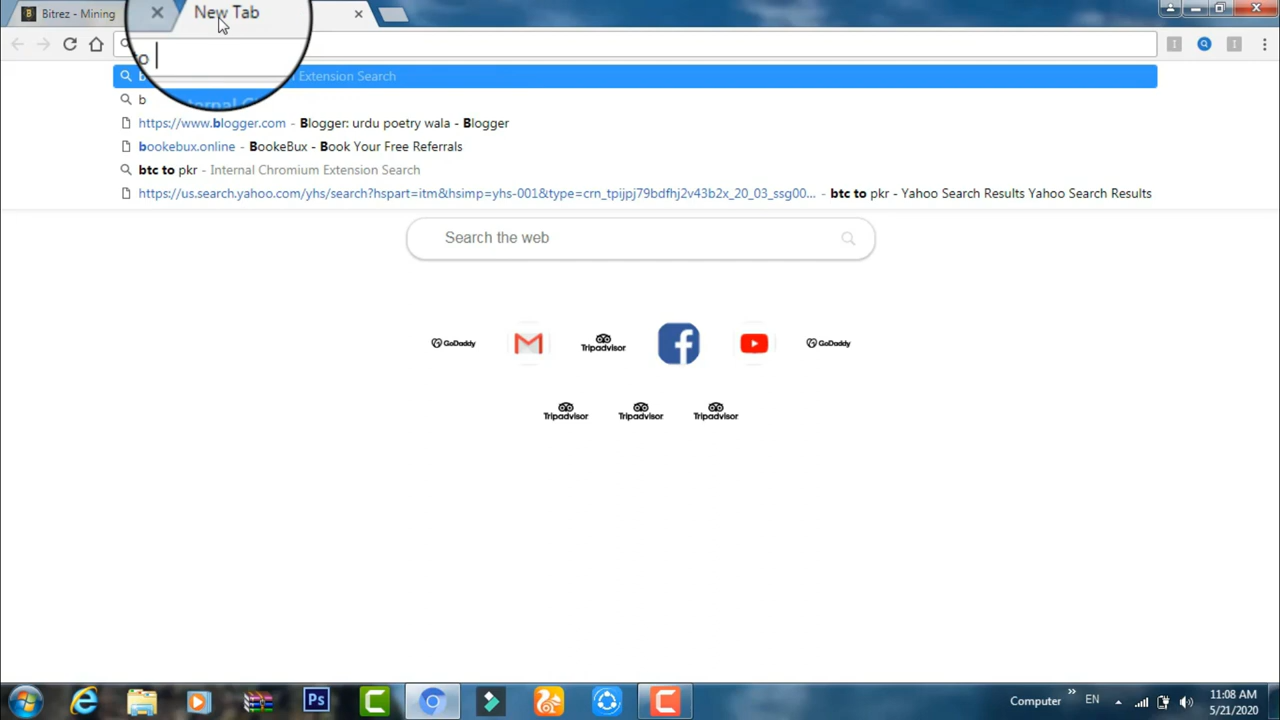 Bitrez - Mining
New Tab
Extension Search
b
https://www.blogger.com - Blogger: urdu poetry wala - Blogger
bookebux.online - BookeBux - Book Your Free Referrals
btc to pkr - Internal Chromium Extension Search
https://us.search.yahoo.com/yhs/search?hspart=itm&hsimp=yhs-001&type=crn_tpijpj79bdfhj2v43b2x_20_03_ssg00... - btc to pkr - Yahoo Search Results Yahoo Search Results
Search the web
GoDaddy
Tripadvisor
GoDaddy
Tripadvisor
Tripadvisor
Tripadvisor
Ps
Computer
EN
11:08 AM
5/21/2020